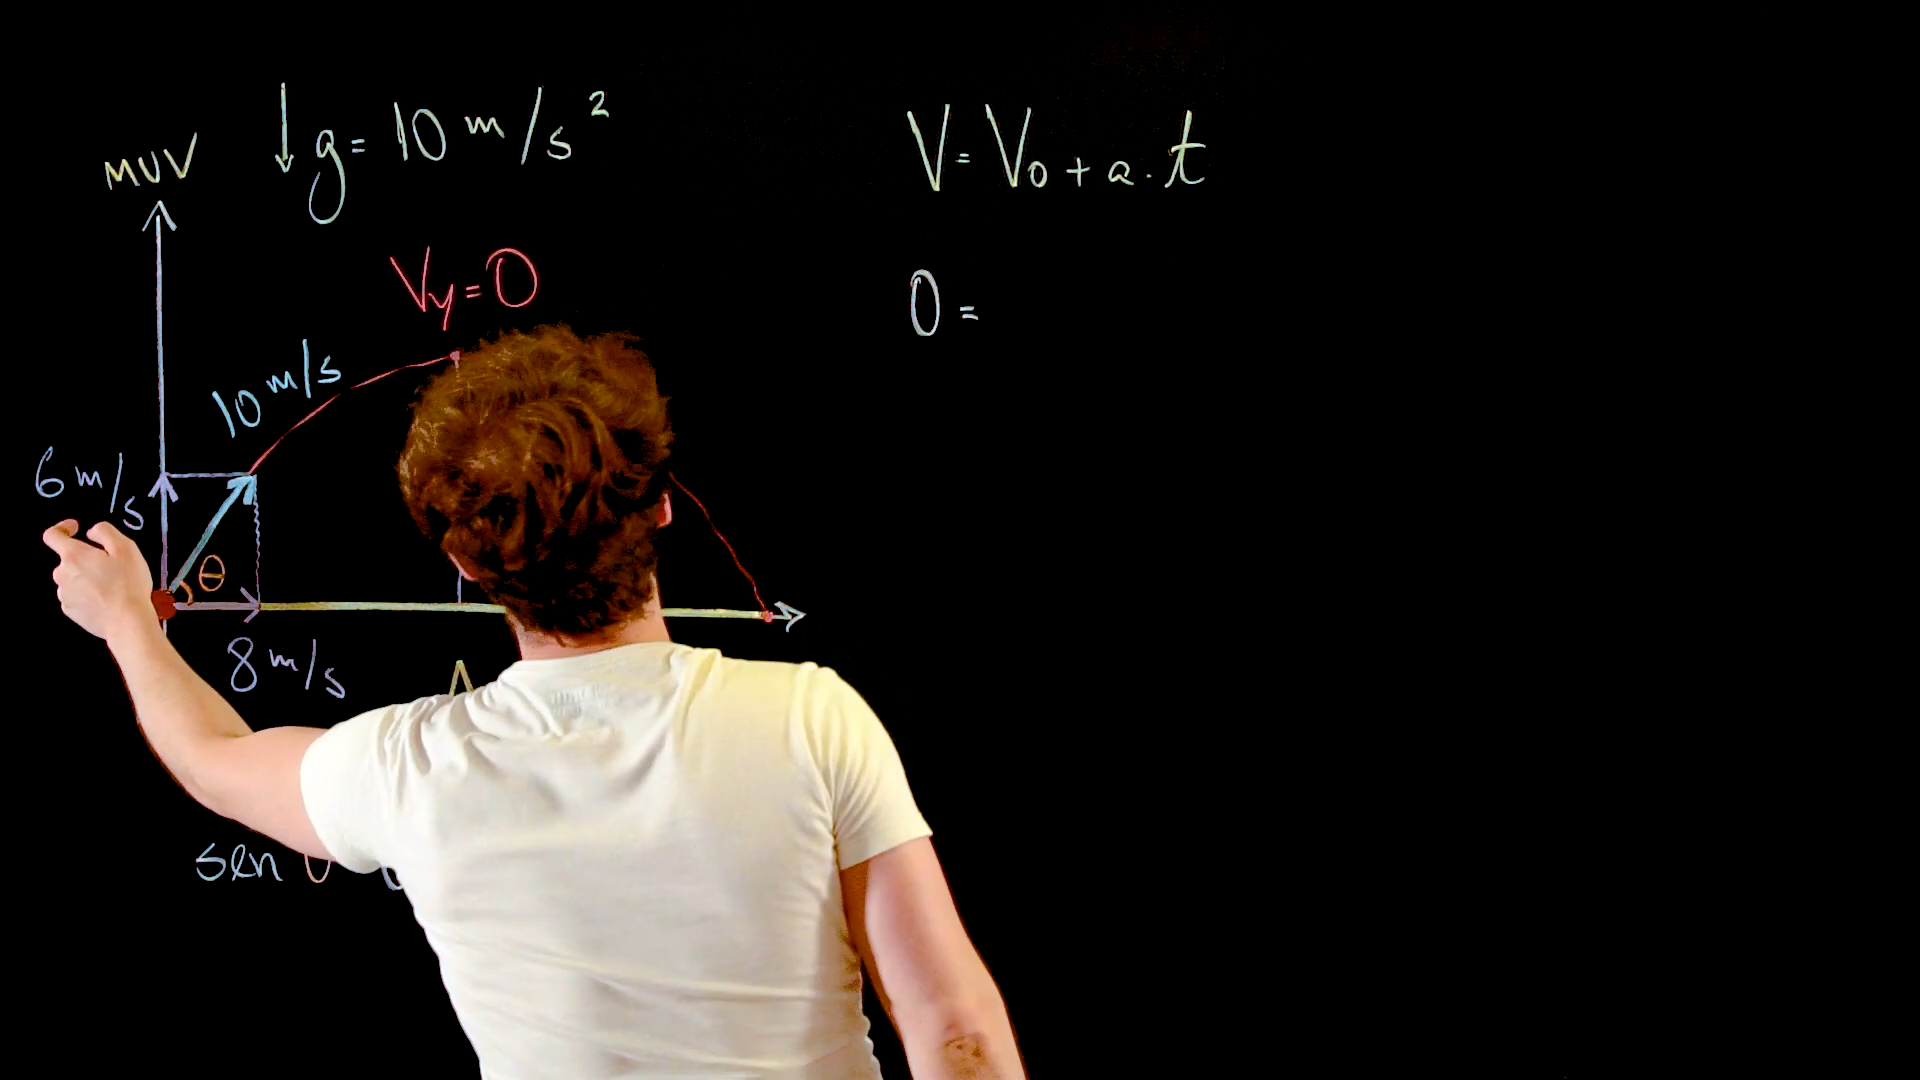 MUV ↓ g = 10 m/s²
V = V₀ + a . t
Vy = 0
0 =
10 m/s
6 m/s
θ
8 m/s
sen